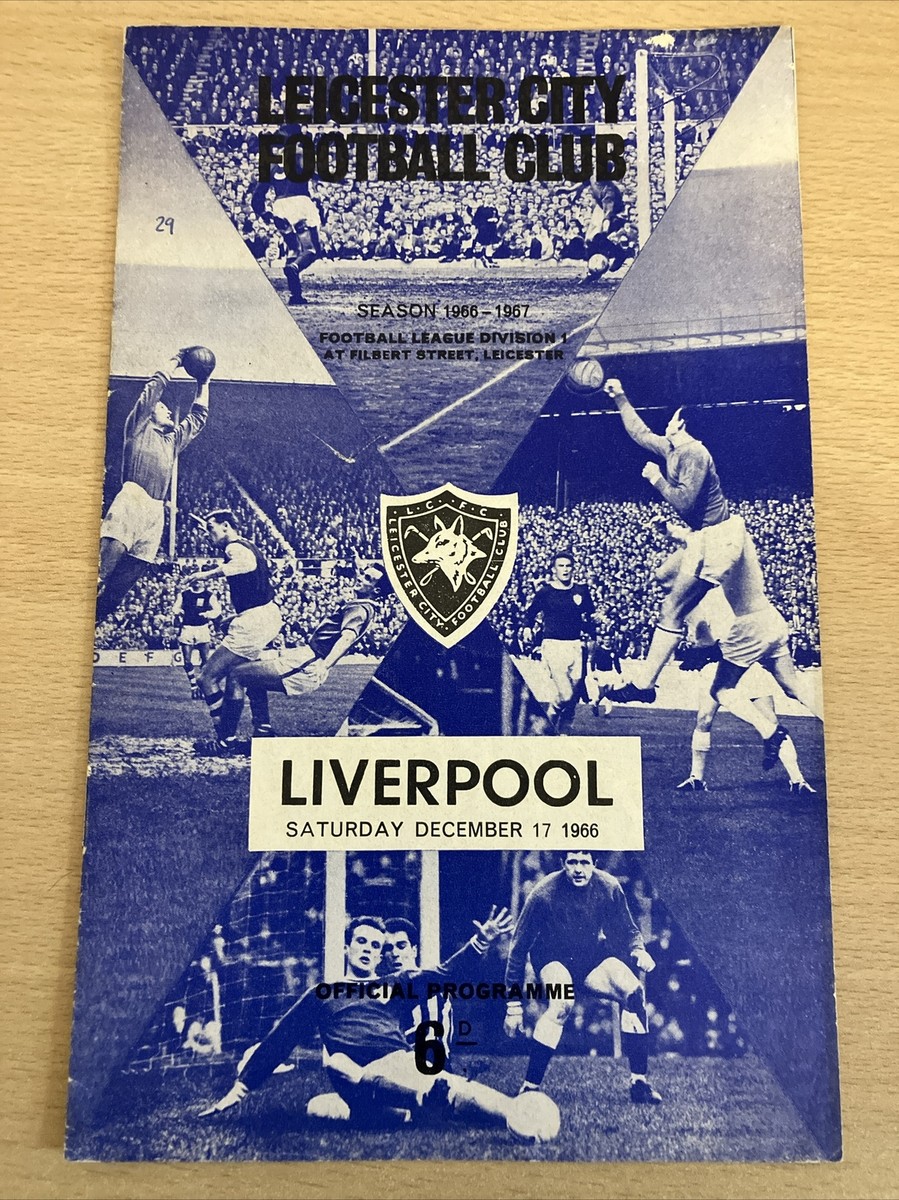 LEICESTER CITY
FOOTBALL CLUB
29
SEASON 1966-1967
FOOTBALL LEAGUE DIVISION 1
AT FILBERT STREET, LEICESTER
L·C·F·C
LEICESTER CITY FOOTBALL CLUB
D E F G
LIVERPOOL
SATURDAY DECEMBER 17 1966
OFFICIAL PROGRAMME
6D